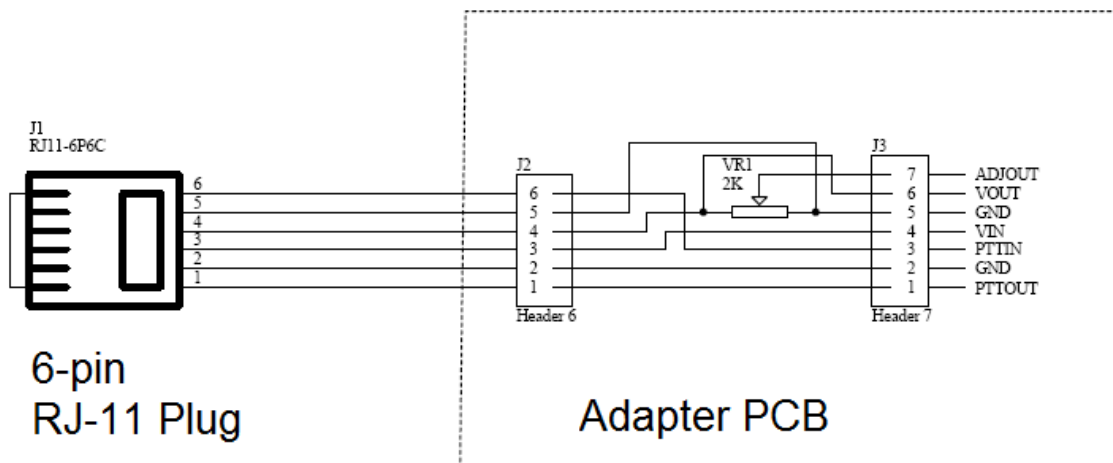 J1
RJ11-6P6C
6
5
4
3
2
1
6-pin
RJ-11 Plug
J2
6
5
4
3
2
1
Header 6
VR1
2K
J3
7 ADJOUT
6 VOUT
5 GND
4 VIN
3 PTTIN
2 GND
1 PTTOUT
Header 7
Adapter PCB